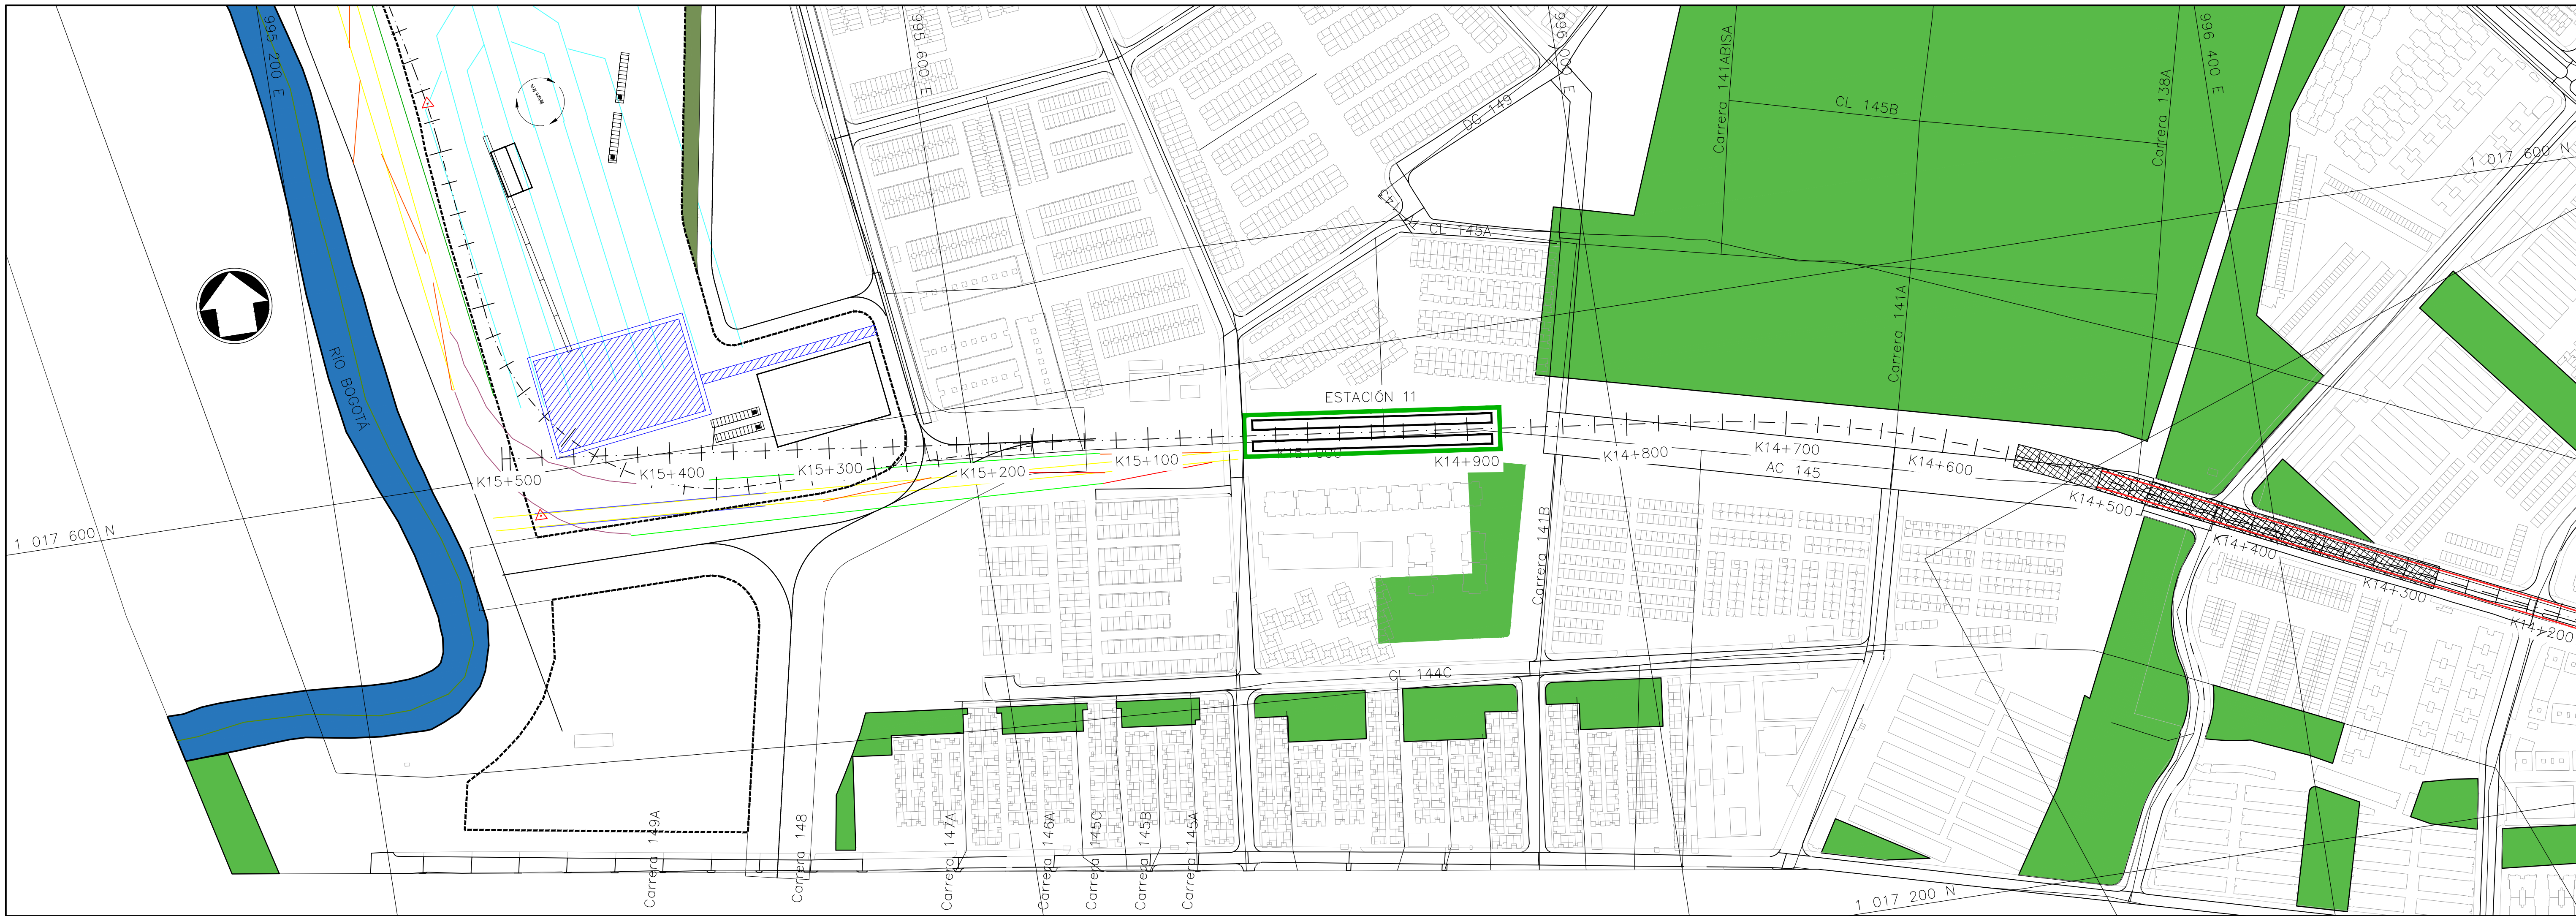 995 200 E
995 600 E
996 000 E
996 400 E
Carrera 141ABISA
CL 145B
Carrera 138A
DG 149
1 017 600 N
CL 145A
Carrera 141A
RÍO BOGOTÁ
ESTACIÓN 11
K15+500
K15+400
K15+300
K15+200
K15+100
K15+000
K14+900
K14+800
K14+700
K14+600
K14+500
K14+400
K14+300
K14+200
AC 145
1 017 600 N
Carrera 141B
CL 144C
Carrera 149A
Carrera 148
Carrera 147A
Carrera 146A
Carrera 145C
Carrera 145B
Carrera 145A
1 017 200 N